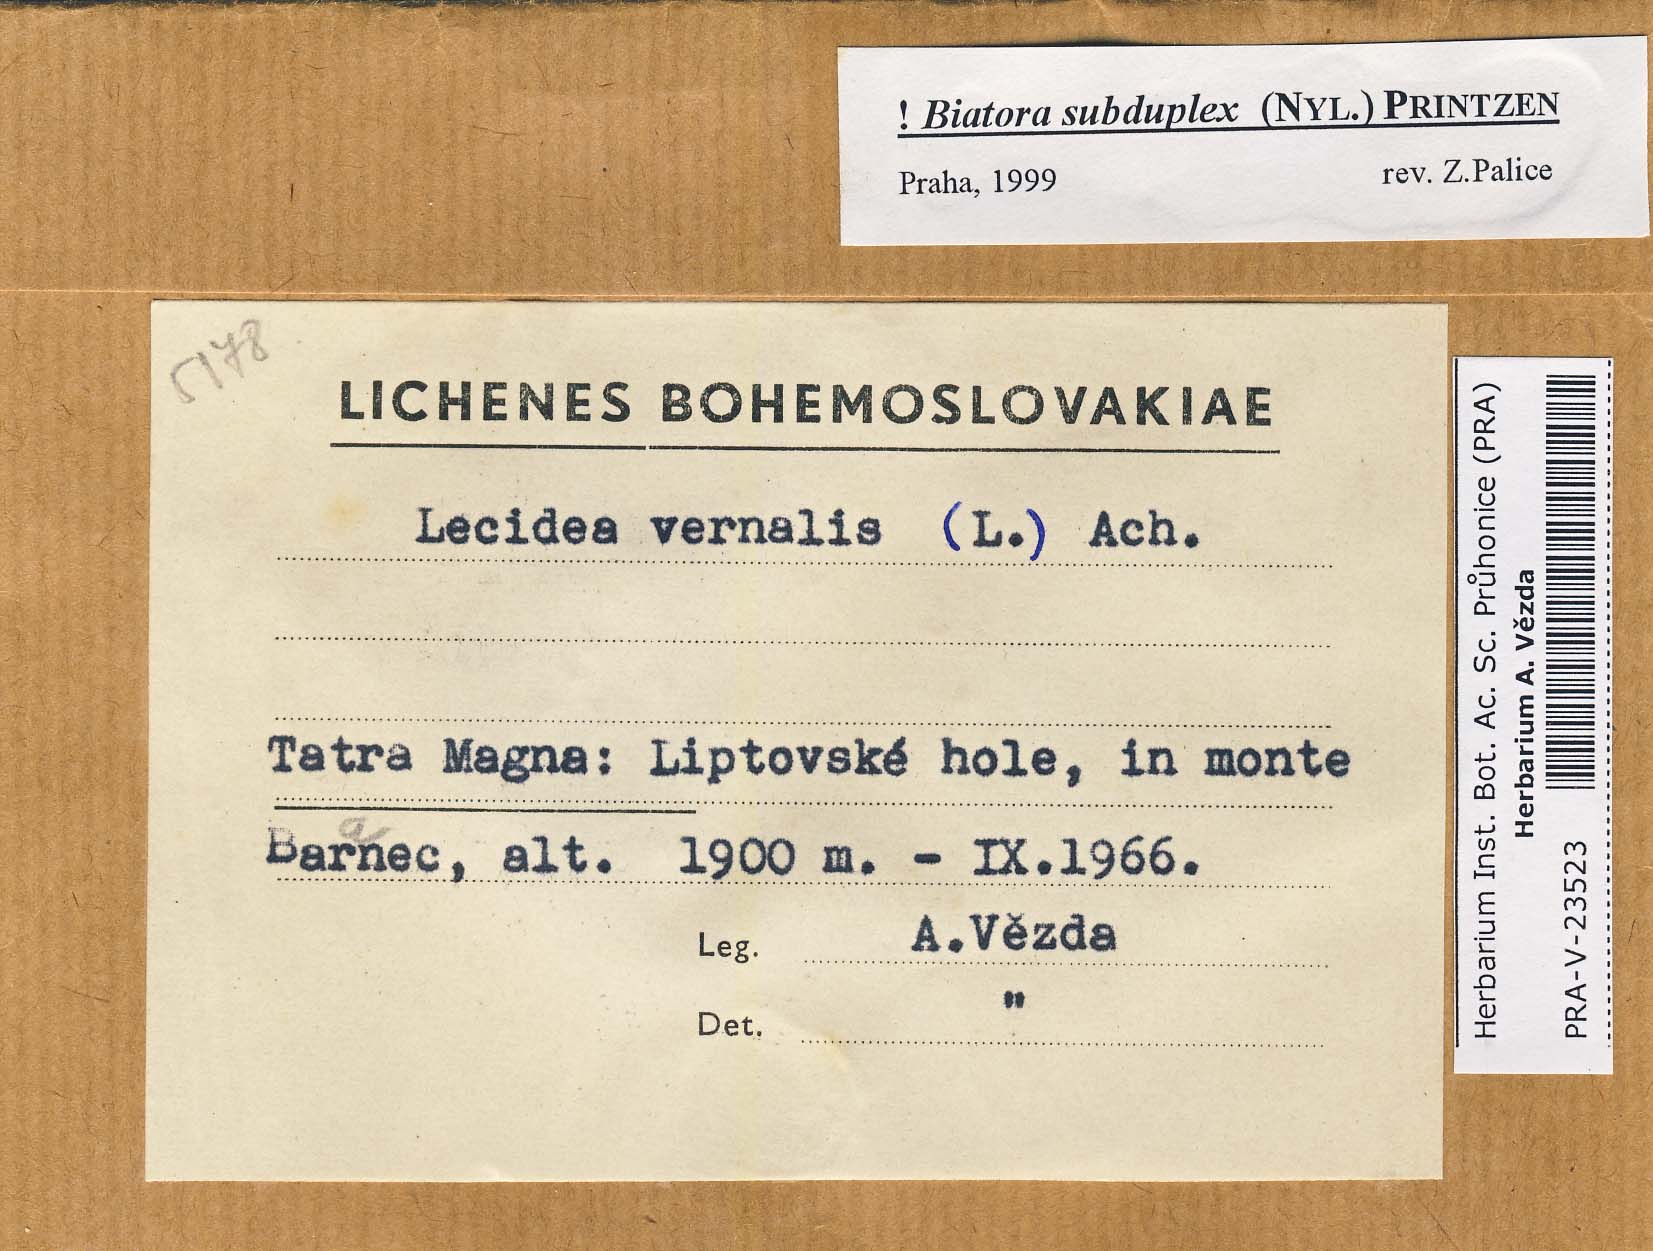 ! Biatora subduplex (NYL.) PRINTZEN
Praha, 1999 rev. Z.Palice
5178
LICHENES BOHEMOSLOVAKIAE
Lecidea vernalis (L.) Ach.
Tatra Magna: Liptovské hole, in monte
a
Barnec, alt. 1900 m. - IX.1966.
Leg. A.Vězda
Det. "
Herbarium Inst. Bot. Ac. Sc. Průhonice (PRA)
Herbarium A. Vězda
PRA-V-23523